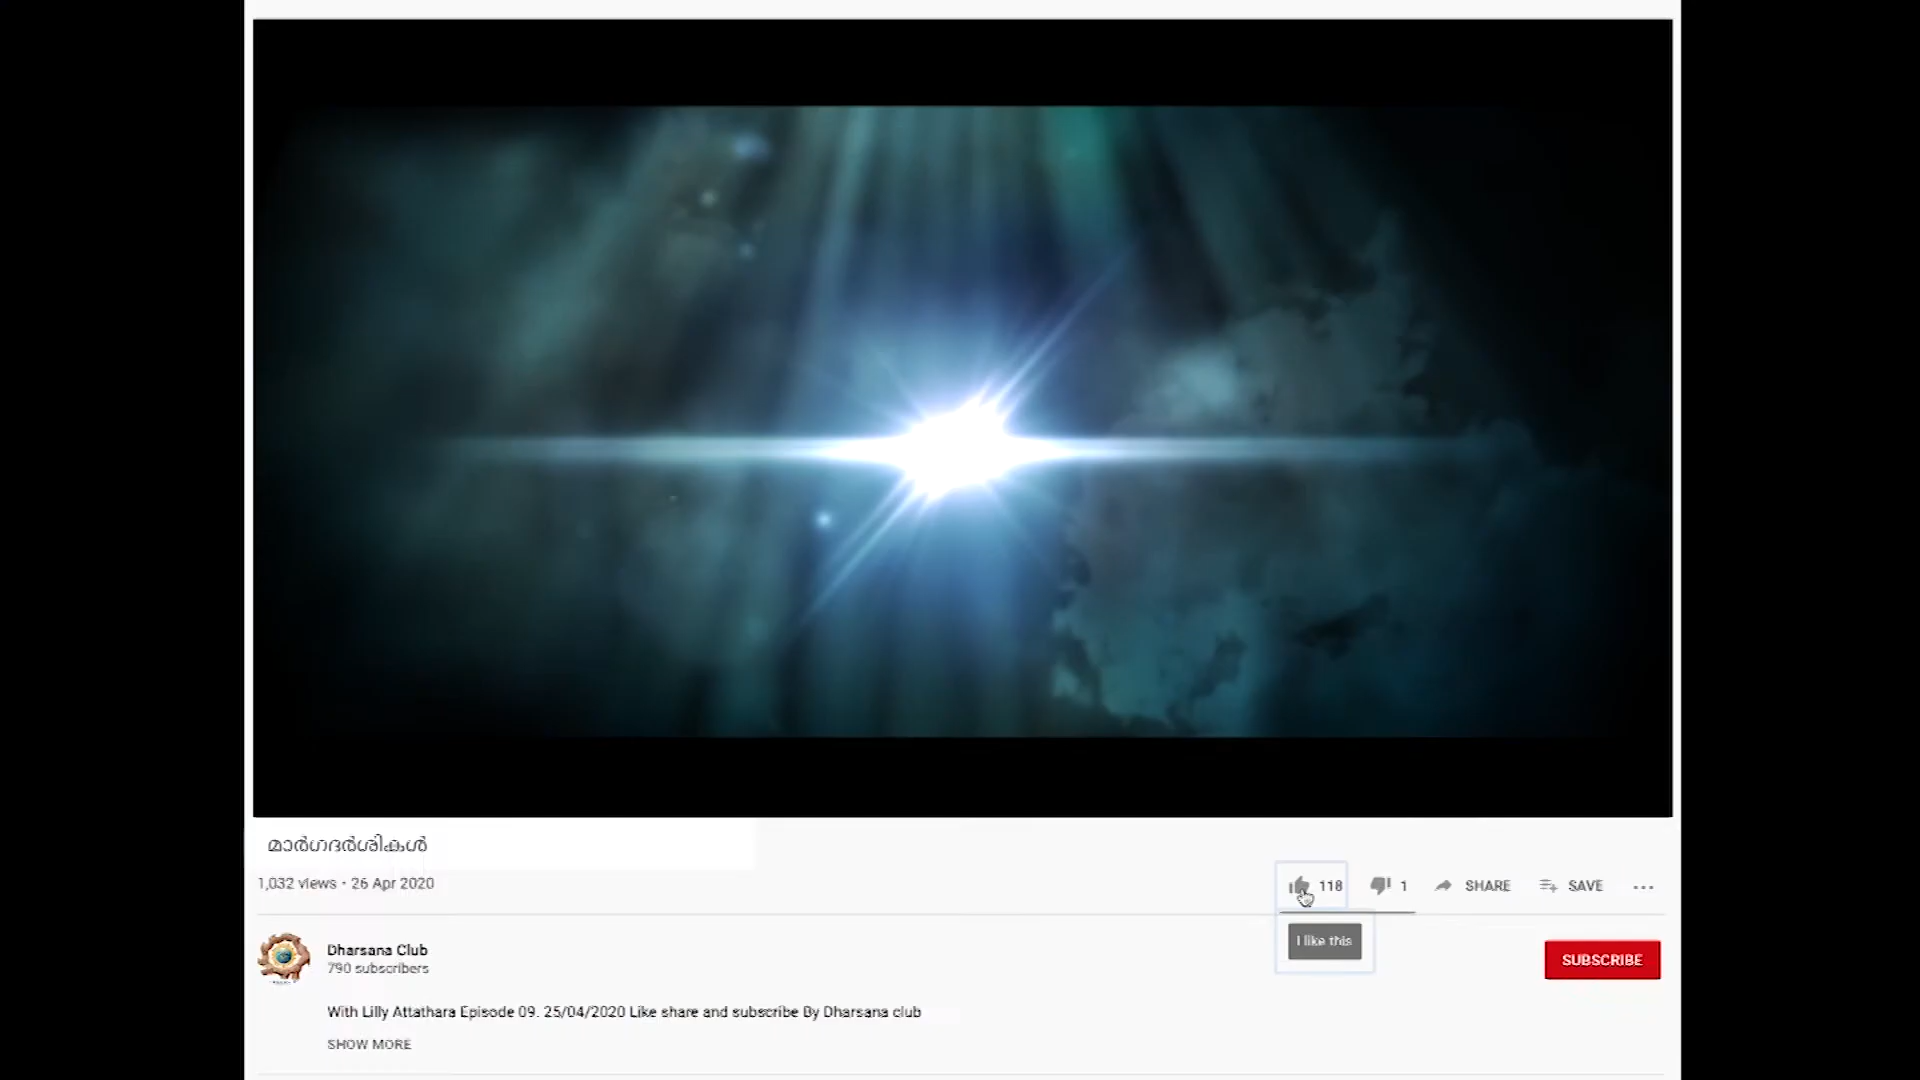 മാർഗദർശികൾ
1,032 views • 26 Apr 2020
118
1
SHARE
SAVE
I like this
Dharsana Club
790 subscribers
SUBSCRIBE
With Lilly Attathara Episode 09. 25/04/2020 Like share and subscribe By Dharsana club
SHOW MORE